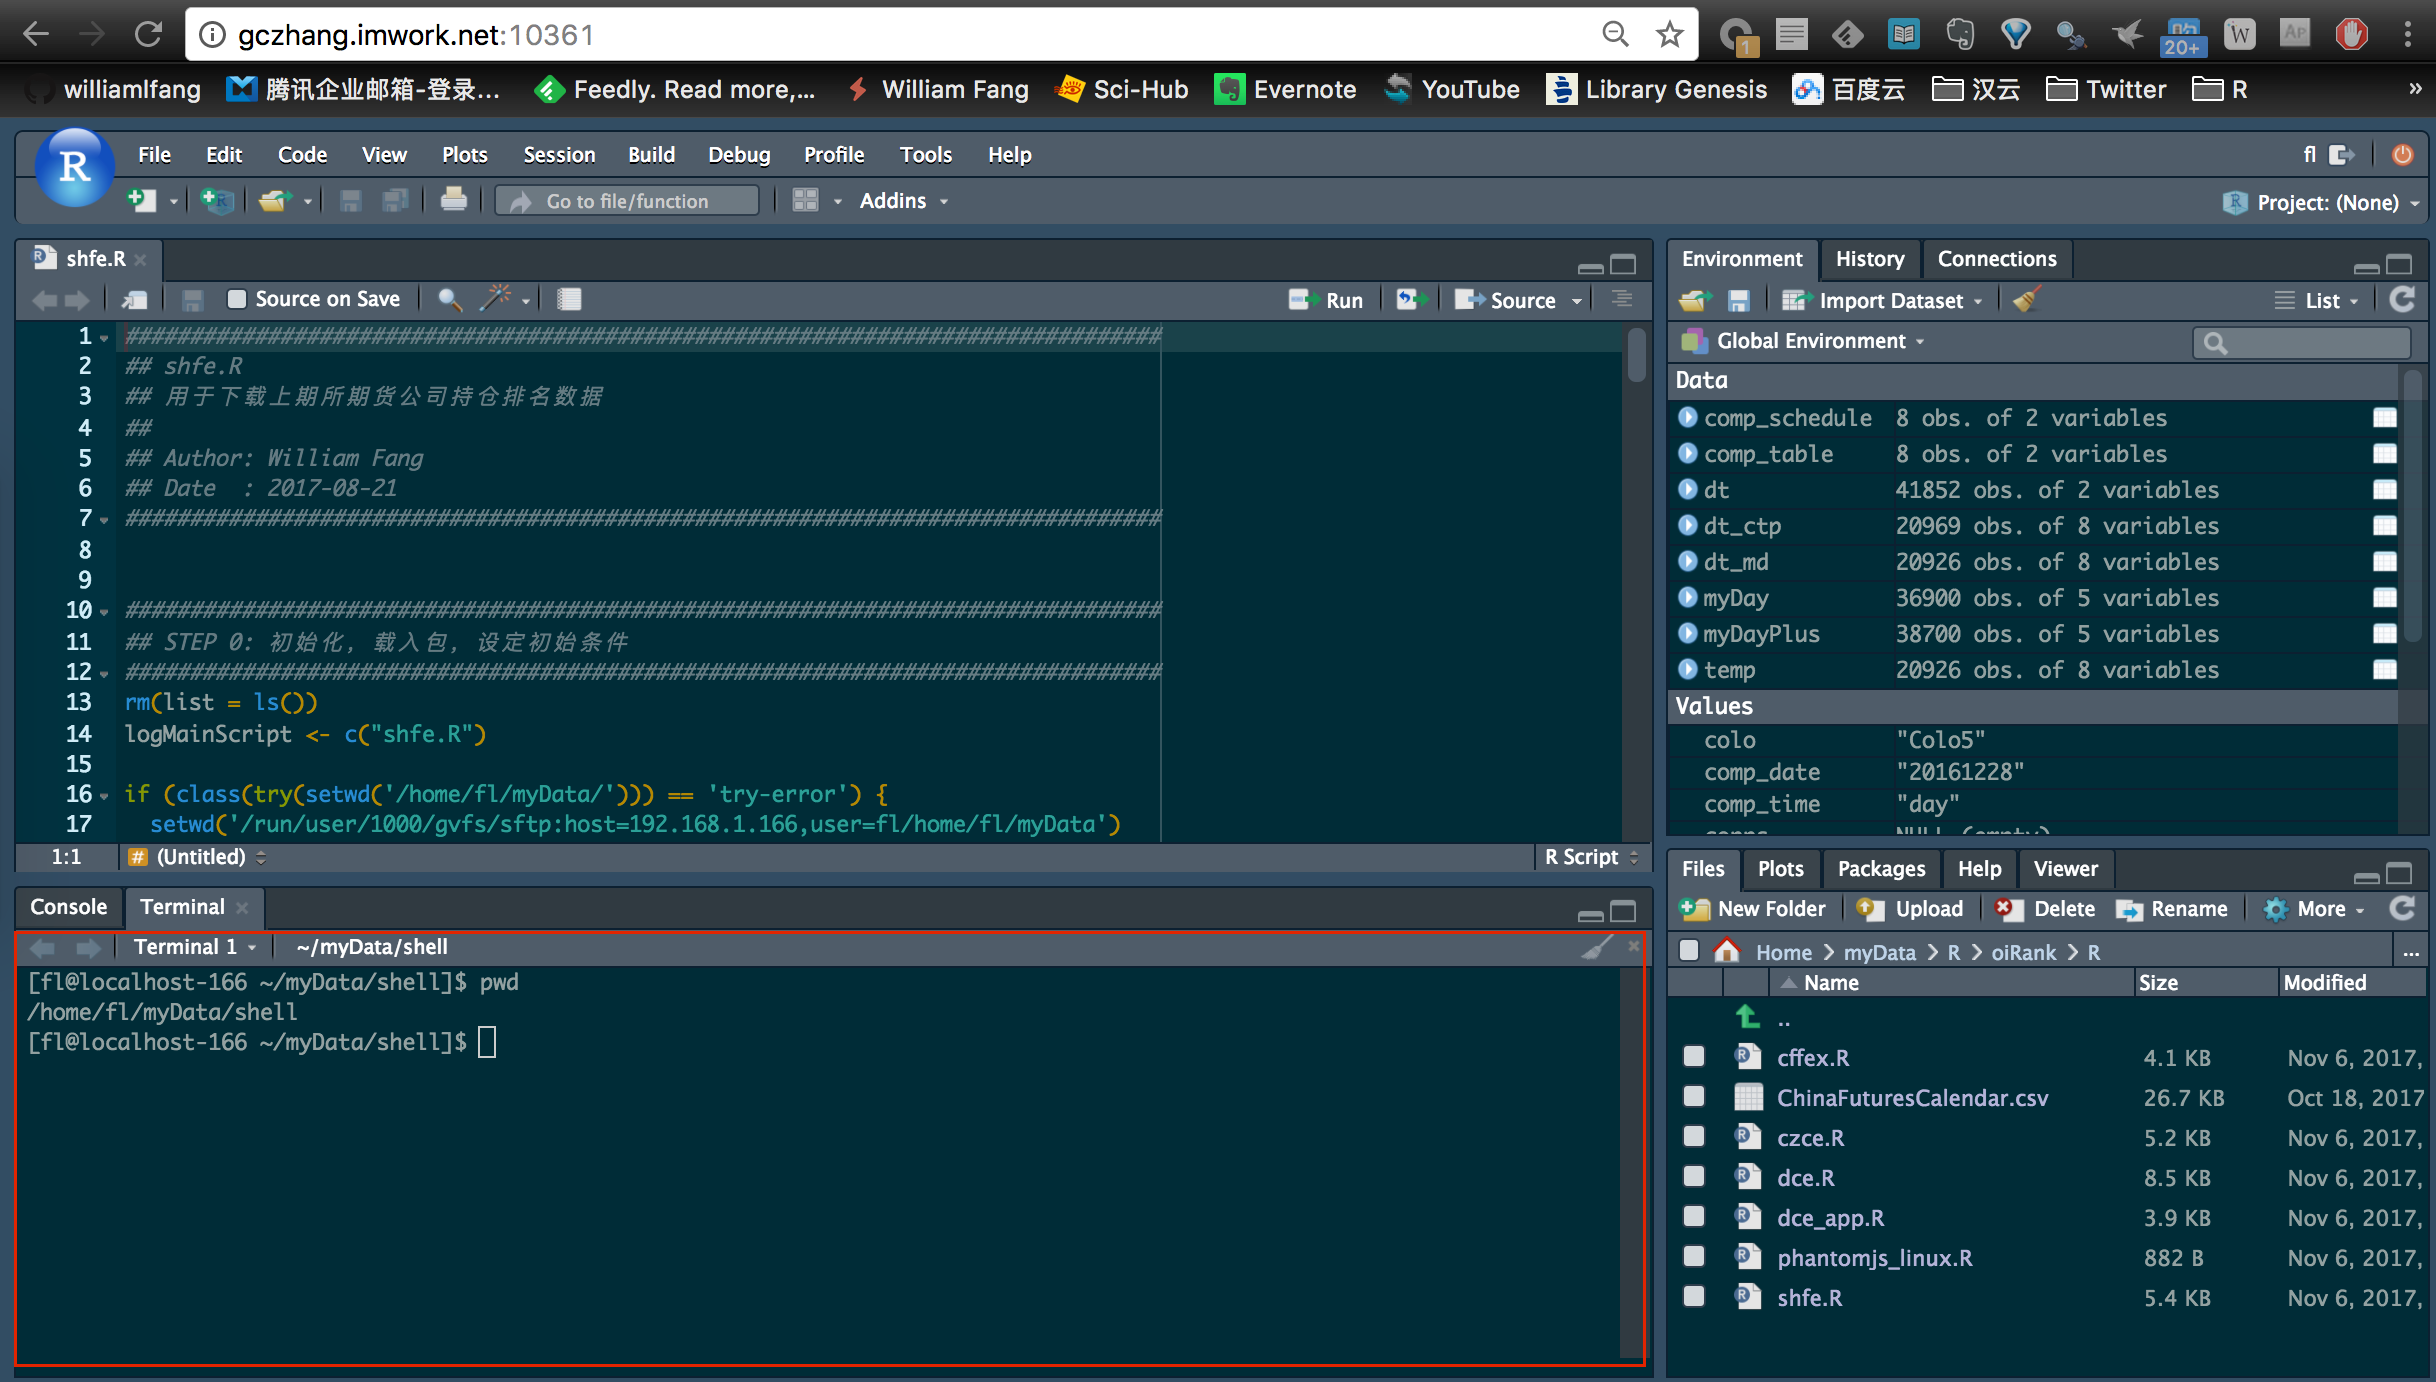 gczhang.imwork.net:10361
1
20+
W
AP
williamlfang
腾讯企业邮箱-登录...
Feedly. Read more,...
William Fang
Sci-Hub
Evernote
YouTube
Library Genesis
百度云
汉云
Twitter
R
»
R
File Edit Code View Plots Session Build Debug Profile Tools Help
fl
Go to file/function
Addins
Project: (None)
shfe.R
Source on Save
Run
Source
1 ################################################################################
2 ## shfe.R
3 ## 用于下载上期所期货公司持仓排名数据
4 ##
5 ## Author: William Fang
6 ## Date  : 2017-08-21
7 ################################################################################
8
9
10 ################################################################################
11 ## STEP 0: 初始化, 载入包, 设定初始条件
12 ################################################################################
13 rm(list = ls())
14 logMainScript <- c("shfe.R")
15
16 if (class(try(setwd('/home/fl/myData/'))) == 'try-error') {
17   setwd('/run/user/1000/gvfs/sftp:host=192.168.1.166,user=fl/home/fl/myData')
1:1
# (Untitled)
R Script
Console
Terminal
Terminal 1
~/myData/shell
[fl@localhost-166 ~/myData/shell]$ pwd
/home/fl/myData/shell
[fl@localhost-166 ~/myData/shell]$
Environment History Connections
Import Dataset
List
Global Environment
Data
comp_schedule 8 obs. of 2 variables
comp_table 8 obs. of 2 variables
dt 41852 obs. of 2 variables
dt_ctp 20969 obs. of 8 variables
dt_md 20926 obs. of 8 variables
myDay 36900 obs. of 5 variables
myDayPlus 38700 obs. of 5 variables
temp 20926 obs. of 8 variables
Values
colo "Colo5"
comp_date "20161228"
comp_time "day"
NULL (empty)
Files Plots Packages Help Viewer
New Folder Upload Delete Rename More
Home myData R oiRank R ...
Name Size Modified
..
cffex.R 4.1 KB Nov 6, 2017,
ChinaFuturesCalendar.csv 26.7 KB Oct 18, 2017
czce.R 5.2 KB Nov 6, 2017,
dce.R 8.5 KB Nov 6, 2017,
dce_app.R 3.9 KB Nov 6, 2017,
phantomjs_linux.R 882 B Nov 6, 2017,
shfe.R 5.4 KB Nov 6, 2017,